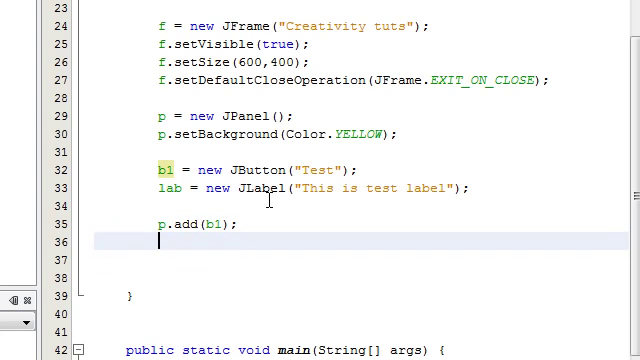 23
24 f = new JFrame("Creativity tuts");
25 f.setVisible(true);
26 f.setSize(600,400);
27 f.setDefaultCloseOperation(JFrame.EXIT_ON_CLOSE);
28
29 p = new JPanel();
30 p.setBackground(Color.YELLOW);
31
32 b1 = new JButton("Test");
33 lab = new JLabel("This is test label");
34
35 p.add(b1);
36
37
38
39 }
40
41
42 public static void main(String[] args) {